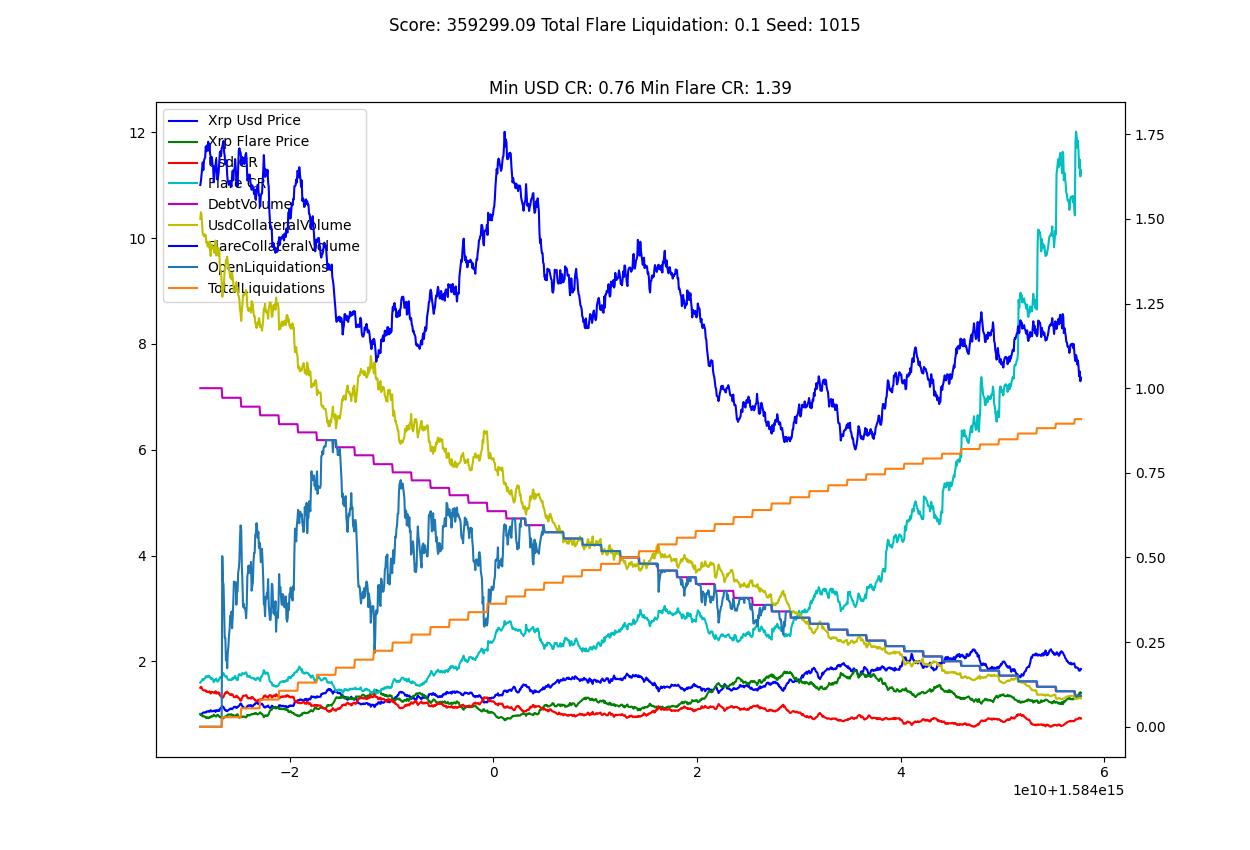 Score: 359299.09 Total Flare Liquidation: 0.1 Seed: 1015
Min USD CR: 0.76 Min Flare CR: 1.39
Xrp Usd Price
Xrp Flare Price
Usd CR
Flare CR
DebtVolume
UsdCollateralVolume
FlareCollateralVolume
OpenLiquidations
TotalLiquidations
12
10
8
6
4
2
1.75
1.50
1.25
1.00
0.75
0.50
0.25
0.00
−2
0
2
4
6
1e10+1.584e15